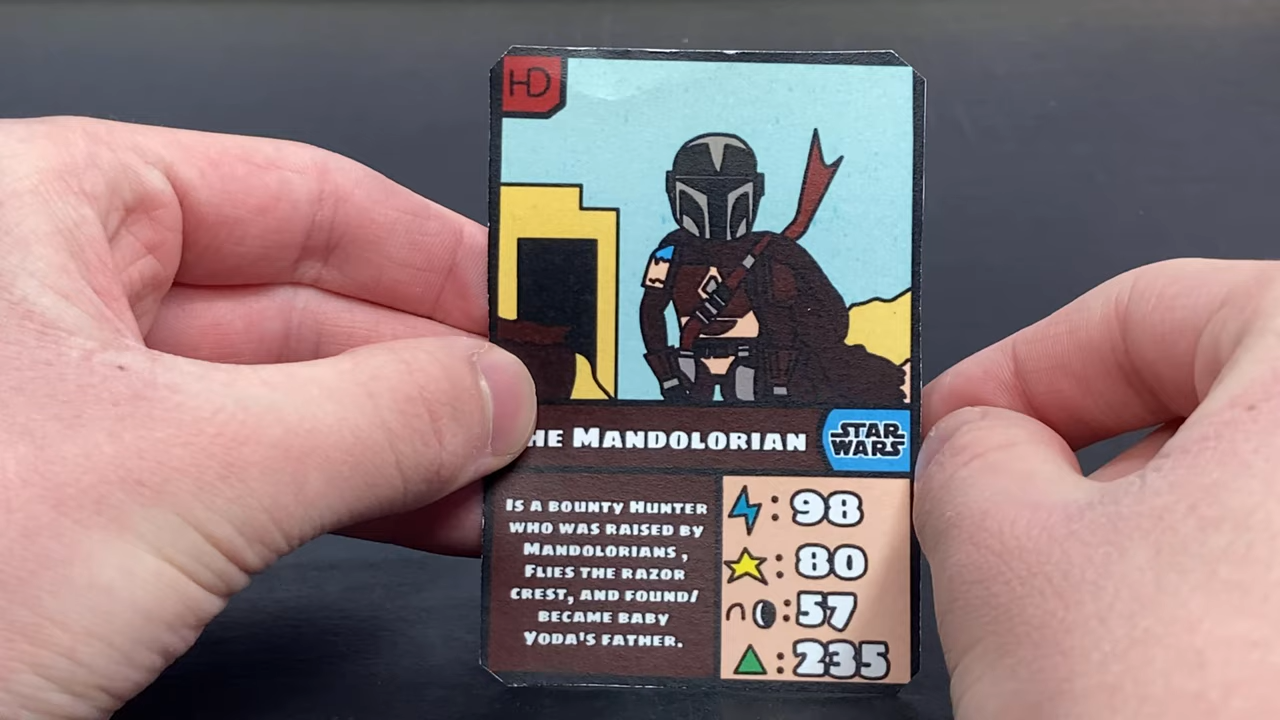 HD
HE MANDOLORIAN
STAR
WARS
IS A BOUNTY HUNTER
WHO WAS RAISED BY
MANDOLORIANS,
FLIES THE RAZOR
CREST, AND FOUND/
BECAME BABY
YODA'S FATHER.
: 98
: 80
: 57
: 235